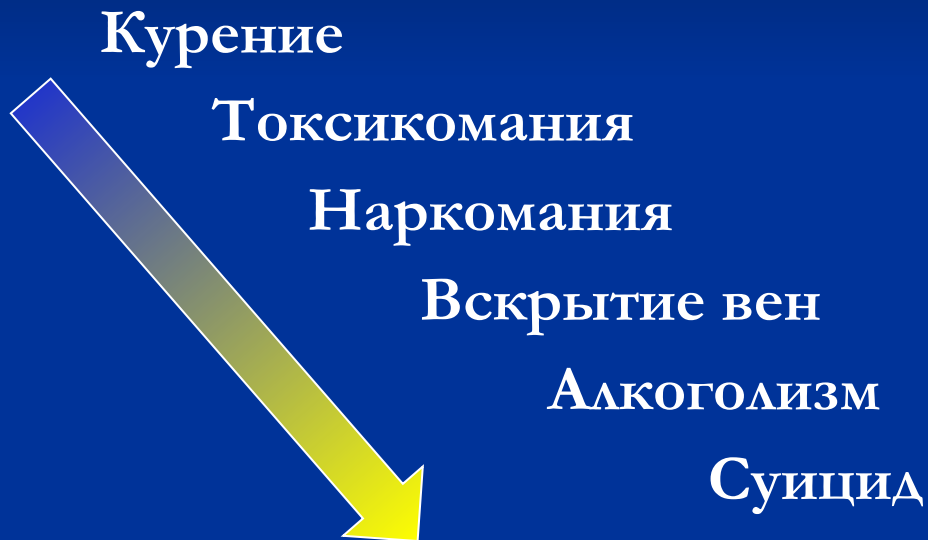 Курение
Токсикомания
Наркомания
Вскрытие вен
Алкоголизм
Суицид